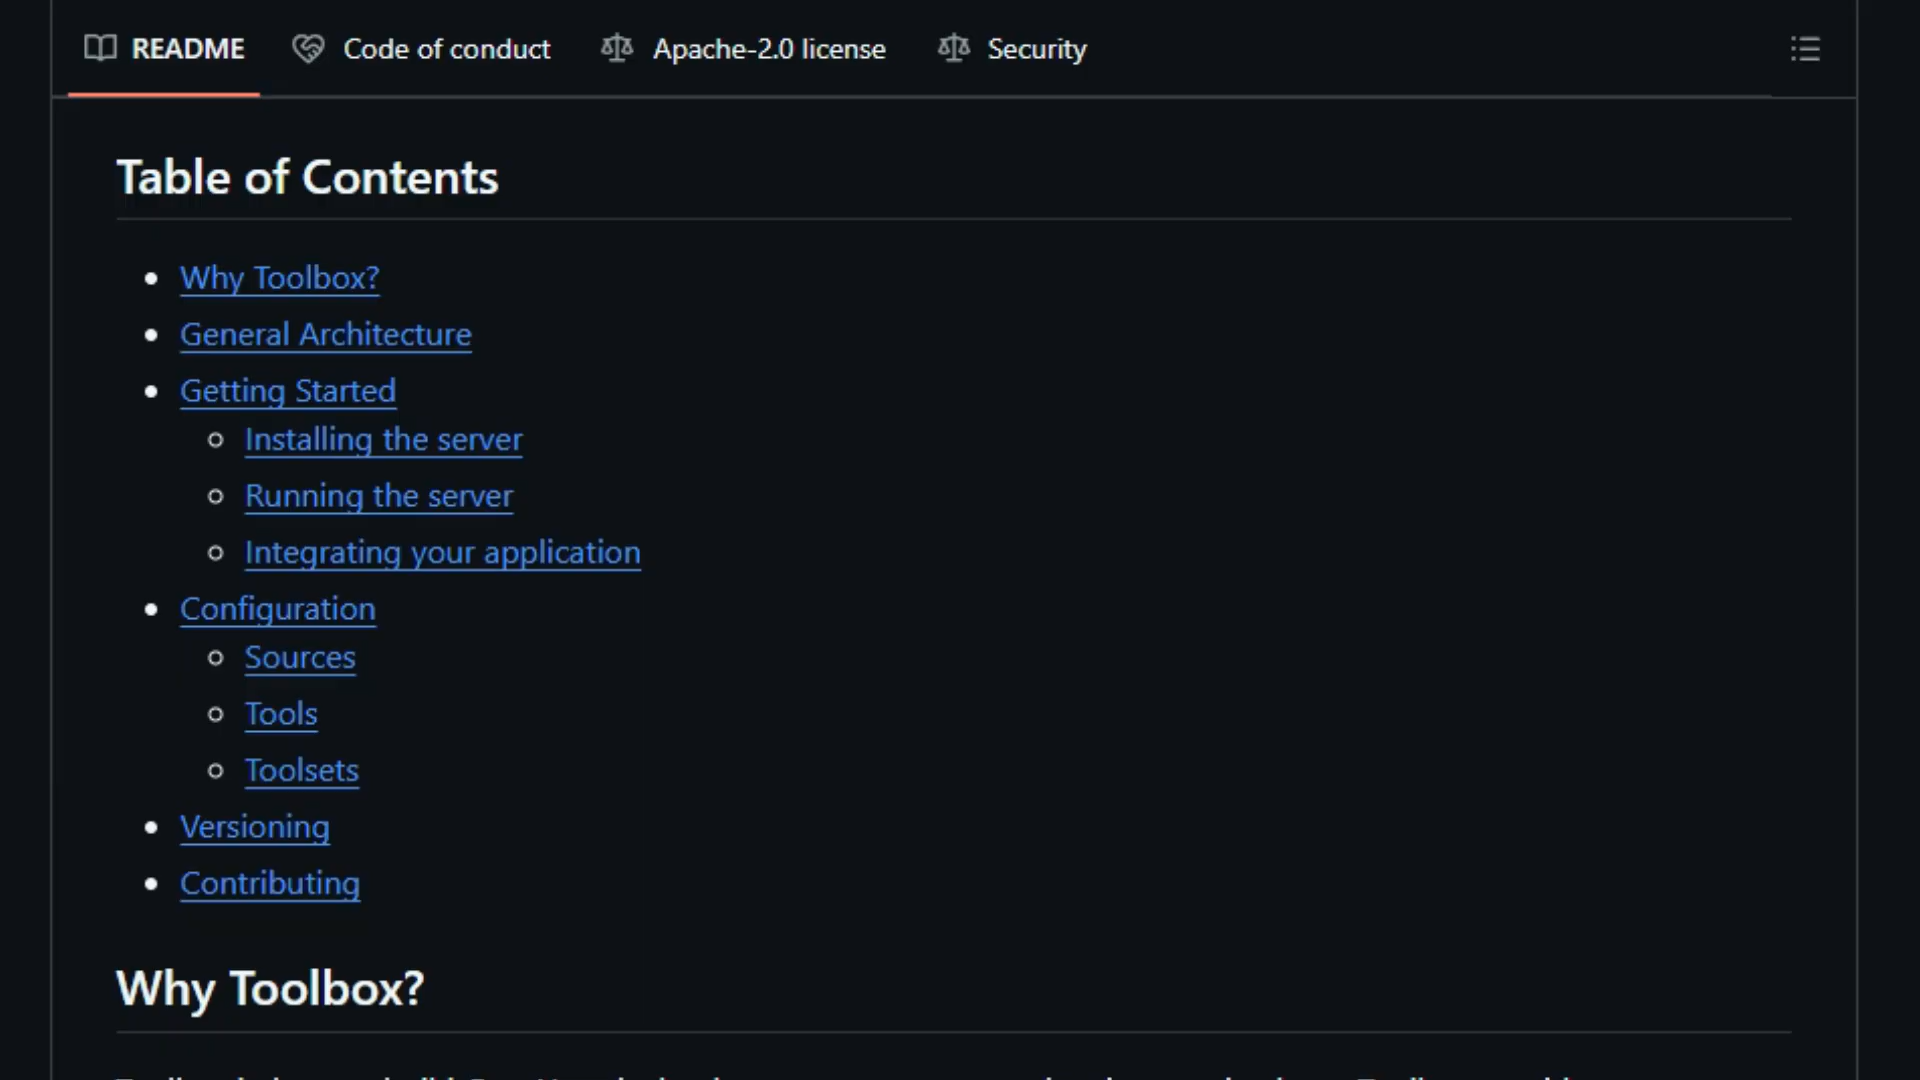 README Code of conduct Apache-2.0 license Security
Table of Contents
Why Toolbox?
General Architecture
Getting Started
Installing the server
Running the server
Integrating your application
Configuration
Sources
Tools
Toolsets
Versioning
Contributing
Why Toolbox?